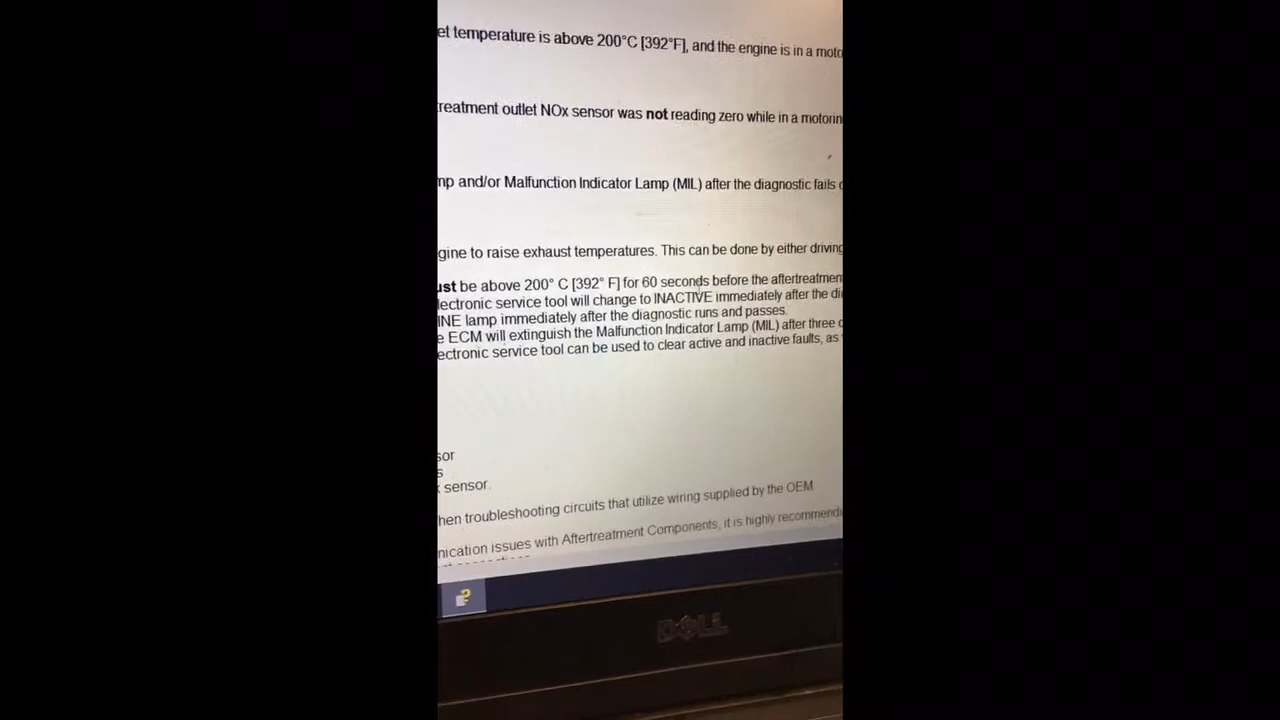 et temperature is above 200°C [392°F], and the engine is in a moto
reatment outlet NOx sensor was not reading zero while in a motorin
mp and/or Malfunction Indicator Lamp (MIL) after the diagnostic fails
gine to raise exhaust temperatures. This can be done by either driving
ust be above 200° C [392° F] for 60 seconds before the aftertreatmen
lectronic service tool will change to INACTIVE immediately after the di
INE lamp immediately after the diagnostic runs and passes.
e ECM will extinguish the Malfunction Indicator Lamp (MIL) after three
ectronic service tool can be used to clear active and inactive faults, as
sor
s
sensor.
hen troubleshooting circuits that utilize wiring supplied by the OEM
nication issues with Aftertreatment Components, it is highly recommendi
DELL